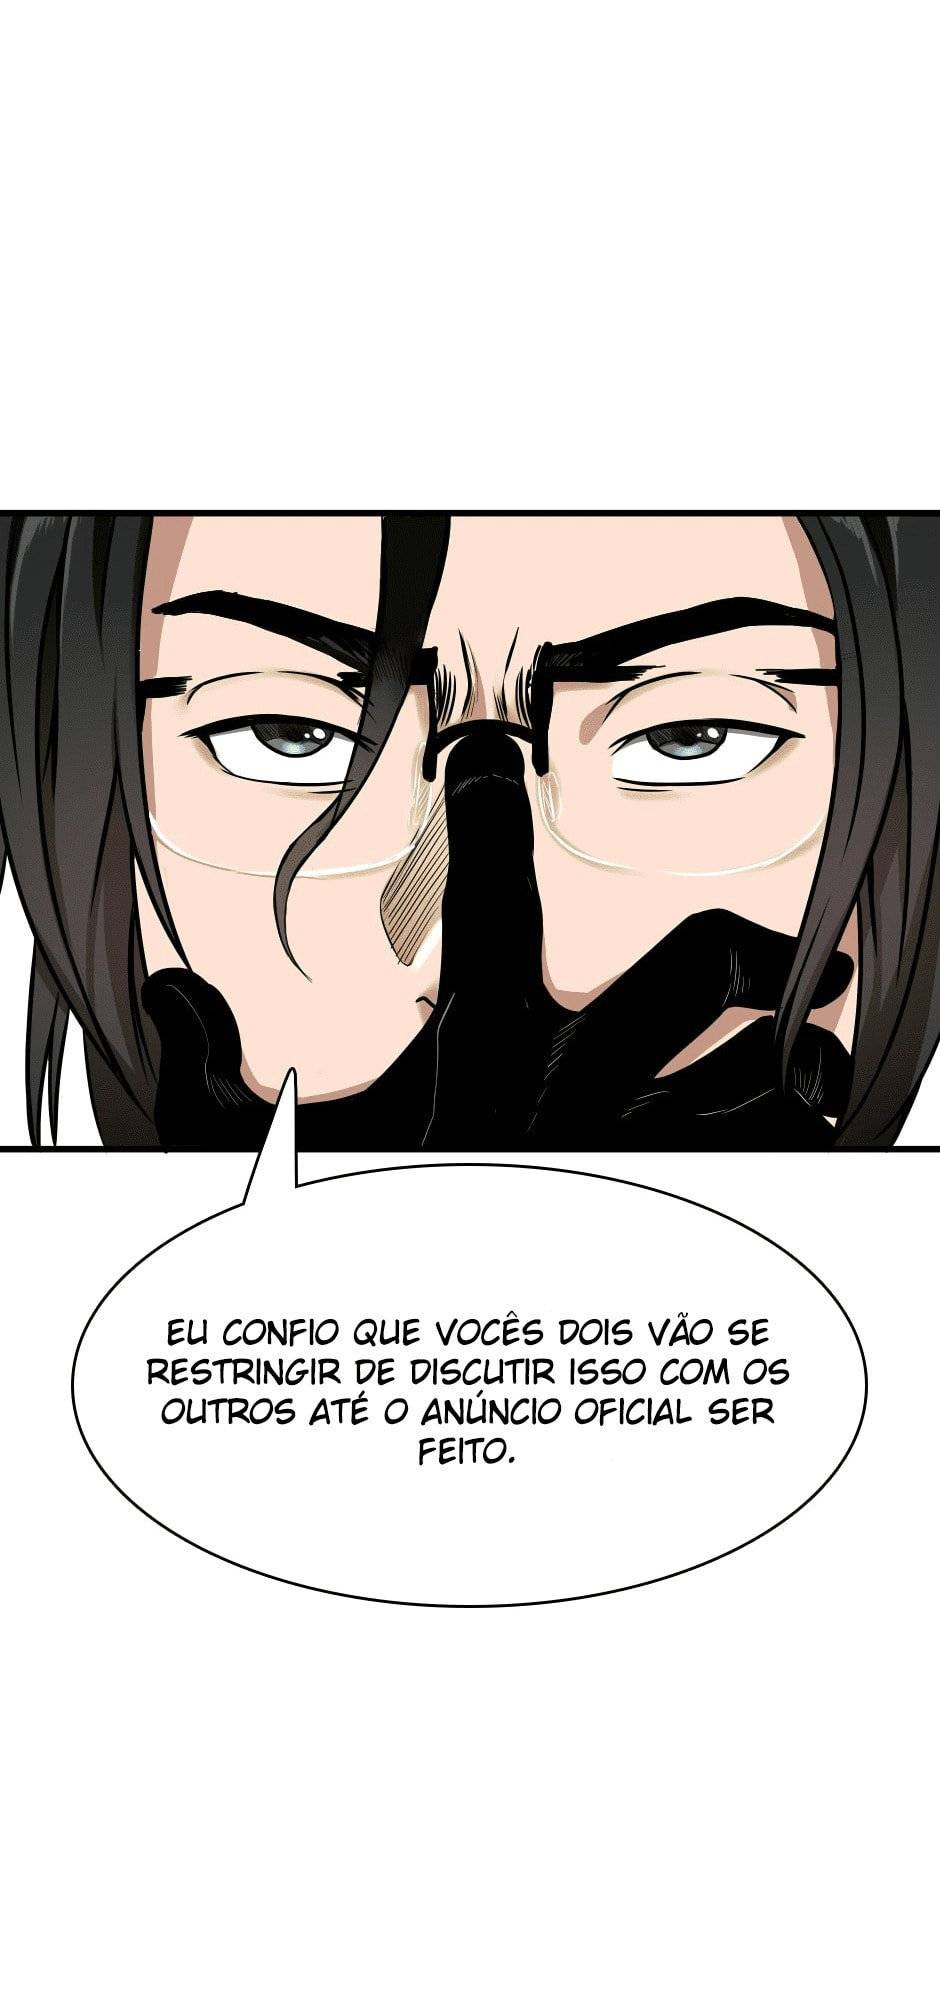 EU CONFIO QUE VOCÊS DOIS VÃO SE
RESTRINGIR DE DISCUTIR ISSO COM OS
OUTROS ATÉ O ANÚNCIO OFICIAL SER
FEITO.